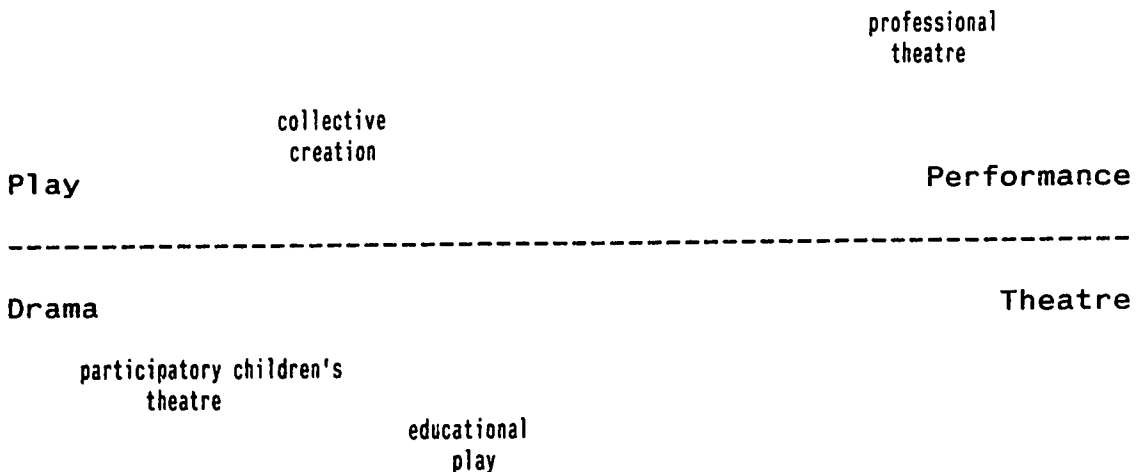 professional
theatre
collective
creation
Play Performance
Drama Theatre
participatory children's
theatre
educational
play